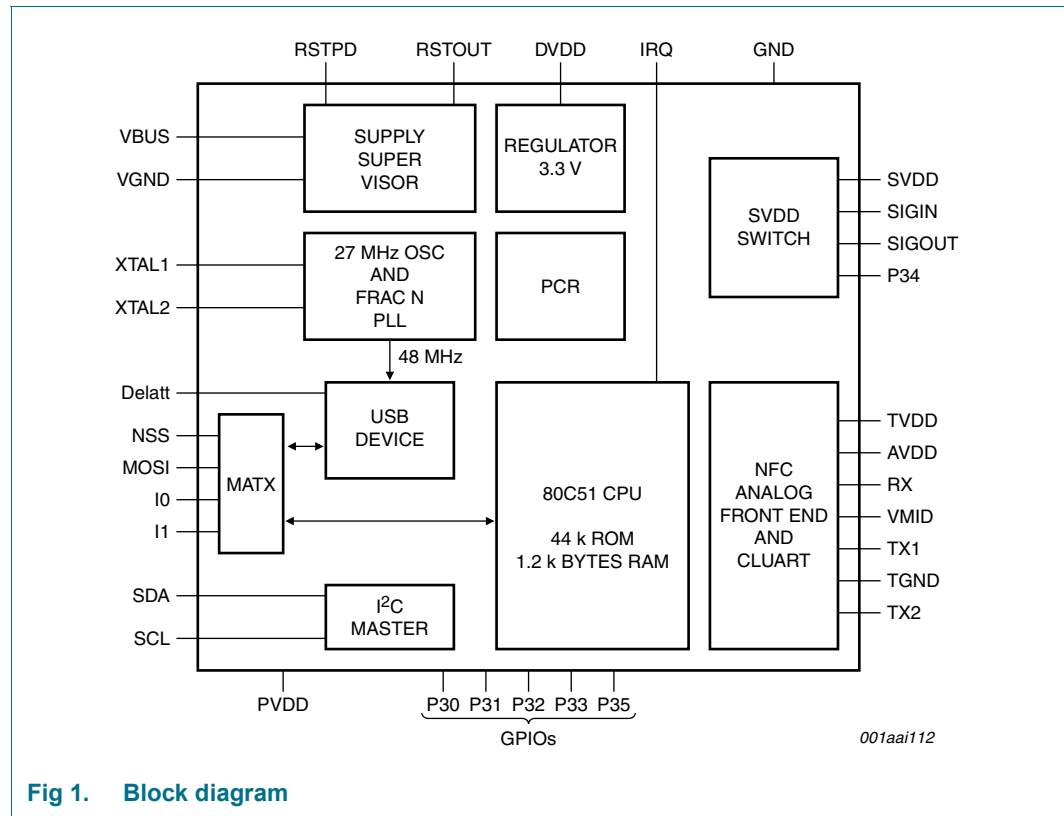 RSTPD RSTOUT DVDD IRQ GND
VBUS
VGND
SUPPLY
SUPER
VISOR
REGULATOR
3.3 V
SVDD
SWITCH
SVDD
SIGIN
SIGOUT
P34
XTAL1
XTAL2
27 MHz OSC
AND
FRAC N
PLL
PCR
48 MHz
Delatt
NSS
MOSI
I0
I1
MATX
USB
DEVICE
80C51 CPU
44 k ROM
1.2 k BYTES RAM
NFC
ANALOG
FRONT END
AND
CLUART
TVDD
AVDD
RX
VMID
TX1
TGND
TX2
SDA
SCL
I²C
MASTER
PVDD
P30 P31 P32 P33 P35
GPIOs
001aai112
Fig 1. Block diagram